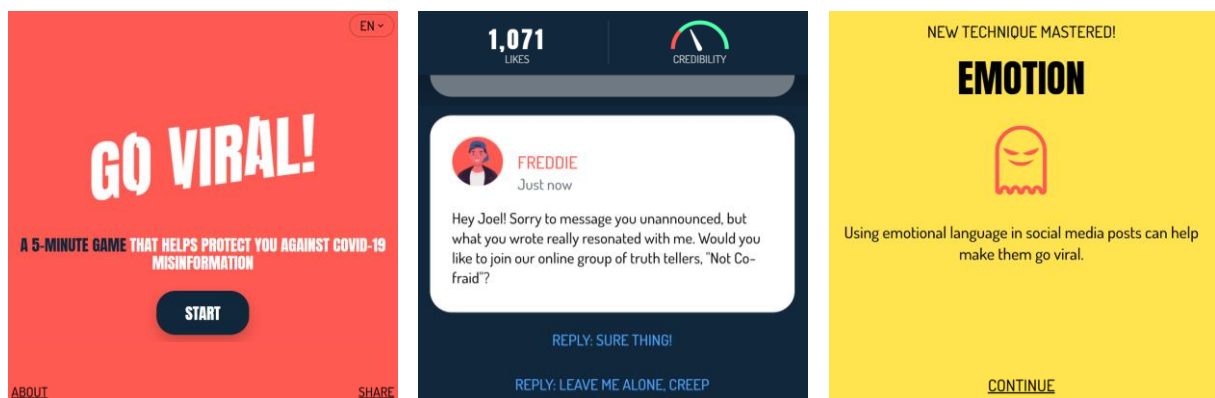 EN
GO VIRAL!
A 5-MINUTE GAME THAT HELPS PROTECT YOU AGAINST COVID-19
MISINFORMATION
START
ABOUT
SHARE
1,071
LIKES
CREDIBILITY
FREDDIE
Just now
Hey Joel! Sorry to message you unannounced, but
what you wrote really resonated with me. Would you
like to join our online group of truth tellers, "Not Co-
fraid"?
REPLY: SURE THING!
REPLY: LEAVE ME ALONE, CREEP
NEW TECHNIQUE MASTERED!
EMOTION
Using emotional language in social media posts can help
make them go viral.
CONTINUE